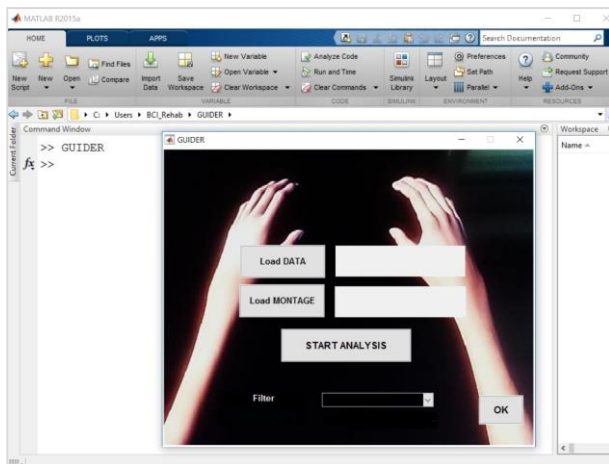 MATLAB R2015a
HOME PLOTS APPS
Search Documentation
New Script
New
Open
Find Files
Compare
Import Data
Save Workspace
New Variable
Open Variable
Clear Workspace
Analyze Code
Run and Time
Clear Commands
Simulink Library
Layout
Preferences
Set Path
Parallel
Help
Community
Request Support
Add-Ons
FILE VARIABLE CODE SIMULINK ENVIRONMENT RESOURCES
C: Users BCI_Rehab GUIDER
Current Folder
Command Window
Workspace
Name
>> GUIDER
fx >>
GUIDER
Load DATA
Load MONTAGE
START ANALYSIS
Filter
OK